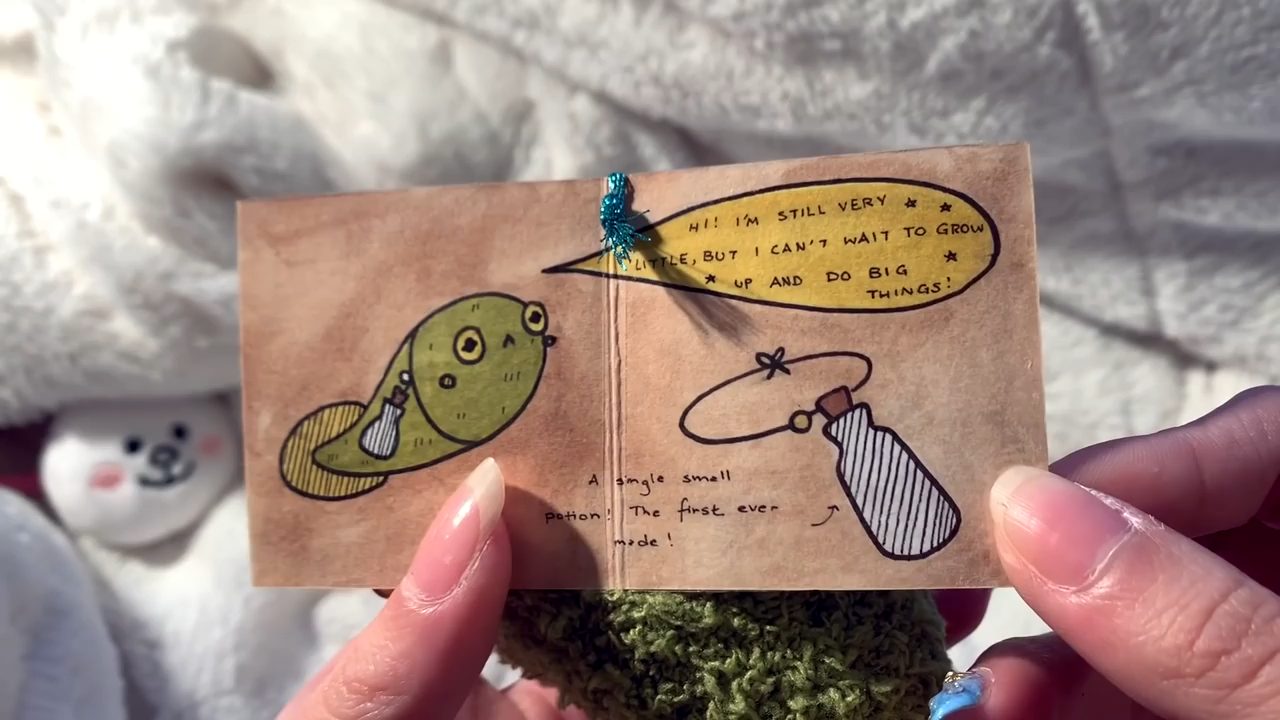 HI! I'M STILL VERY
LITTLE, BUT I CAN'T WAIT TO GROW
UP AND DO BIG
THINGS!
A single small
potion! The first ever
made!